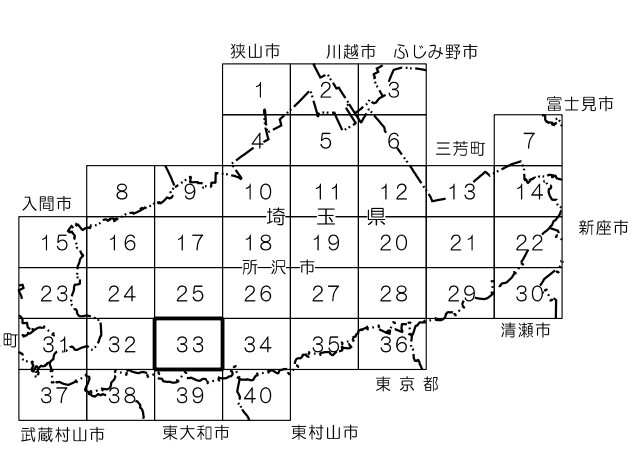 狭山市 川越市 ふじみ野市
1 2 3
富士見市
4 5 6 三芳町 7
8 9 10 11 12 13 14
入間市
埼玉県
新座市
15 16 17 18 19 20 21 22
所沢市
23 24 25 26 27 28 29 30
清瀬市
町 31 32 33 34 35 36
東京都
37 38 39 40
武蔵村山市 東大和市 東村山市